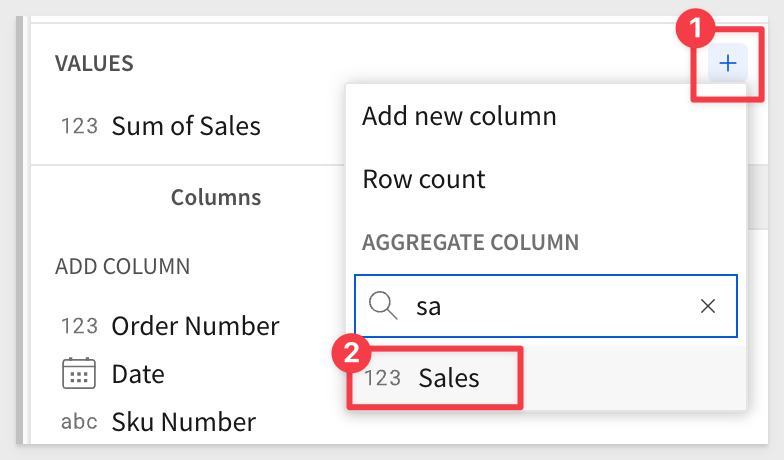 1
VALUES
+
123 Sum of Sales
Add new column
Row count
Columns
AGGREGATE COLUMN
ADD COLUMN
sa
123 Order Number
2
123 Sales
Date
abc Sku Number